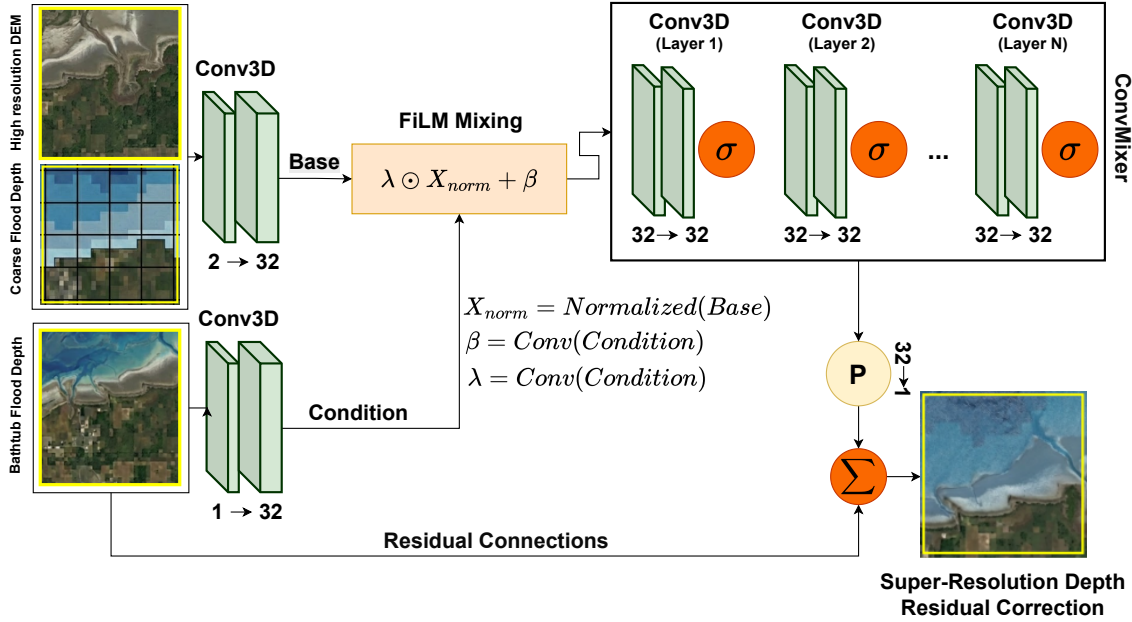 High resolution DEM
Coarse Flood Depth
Conv3D
2 → 32
Base
FiLM Mixing
λ ⊙ X_norm + β
Conv3D
(Layer 1)
σ
32 → 32
Conv3D
(Layer 2)
σ
32 → 32
...
Conv3D
(Layer N)
σ
32 → 32
ConvMixer
Bathtub Flood Depth
Conv3D
1 → 32
Condition
X_norm = Normalized(Base)
β = Conv(Condition)
λ = Conv(Condition)
P
32→1
Σ
Residual Connections
Super-Resolution Depth
Residual Correction